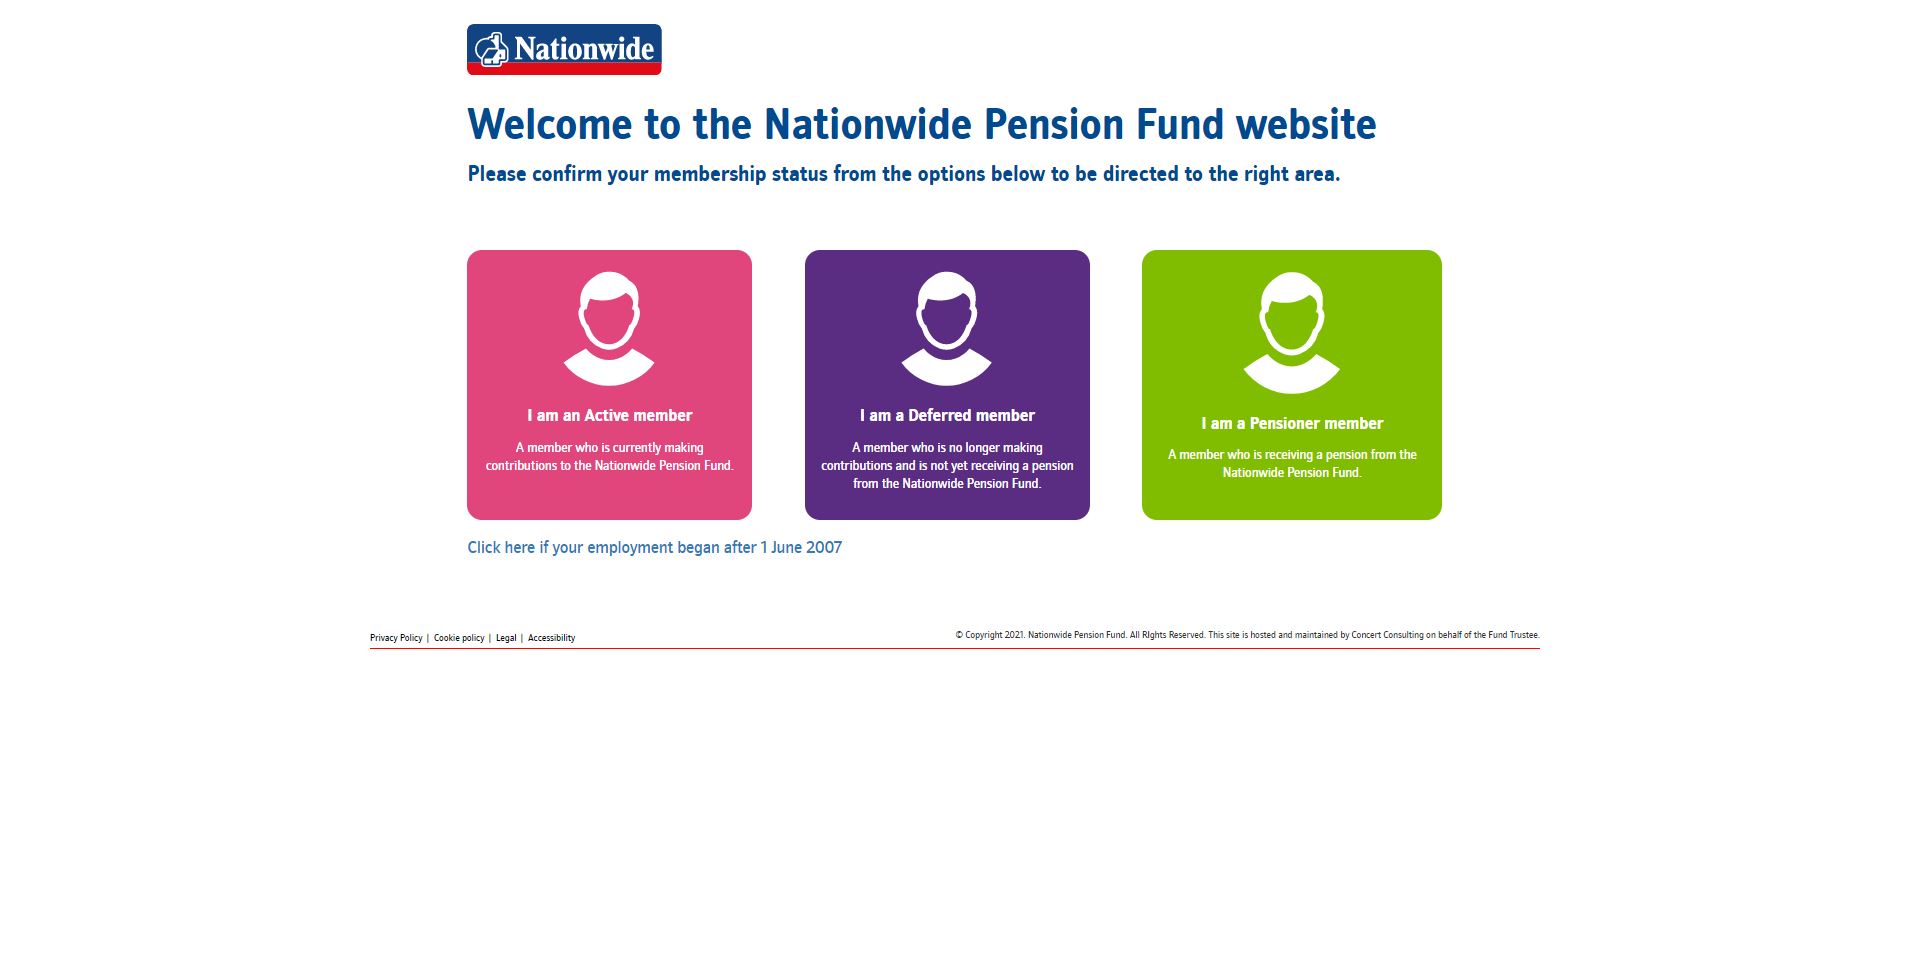 Nationwide
Welcome to the Nationwide Pension Fund website
Please confirm your membership status from the options below to be directed to the right area.
I am an Active member
A member who is currently making
contributions to the Nationwide Pension Fund.
I am a Deferred member
A member who is no longer making
contributions and is not yet receiving a pension
from the Nationwide Pension Fund.
I am a Pensioner member
A member who is receiving a pension from the
Nationwide Pension Fund.
Click here if your employment began after 1 June 2007
Privacy Policy | Cookie policy | Legal | Accessibility
© Copyright 2021. Nationwide Pension Fund. All RIghts Reserved. This site is hosted and maintained by Concert Consulting on behalf of the Fund Trustee.